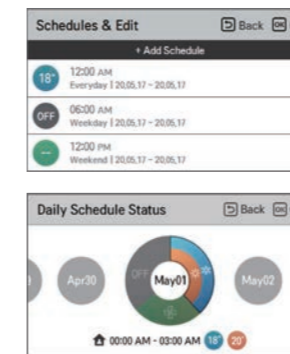 Schedules & Edit Back OK
+ Add Schedule
18° 12:00 AM
Everyday | 20.05.17 ~ 20.05.17
OFF 06:00 AM
Weekday | 20.05.17 ~ 20.05.17
-- 12:00 PM
Weekend | 20.05.17 ~ 20.05.17
Daily Schedule Status Back OK
Apr30 OFF May01 May02
00:00 AM - 03:00 AM 18° 20°